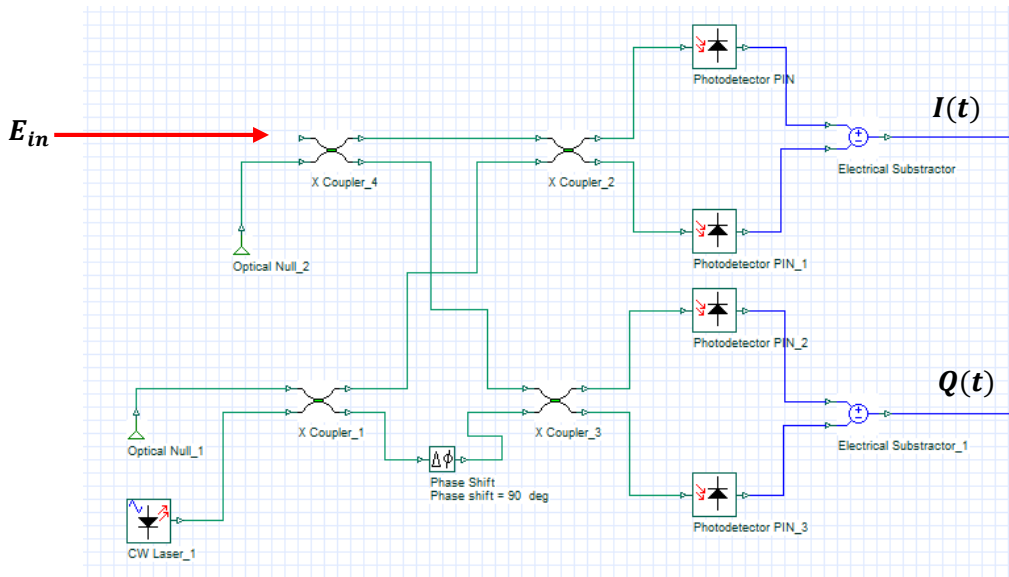 Photodetector PIN
E_in
I(t)
X Coupler_4
X Coupler_2
Electrical Substractor
Optical Null_2
Photodetector PIN_1
Photodetector PIN_2
Q(t)
X Coupler_1
X Coupler_3
Optical Null_1
Δϕ
Electrical Substractor_1
Phase Shift
Phase shift = 90 deg
Photodetector PIN_3
CW Laser_1